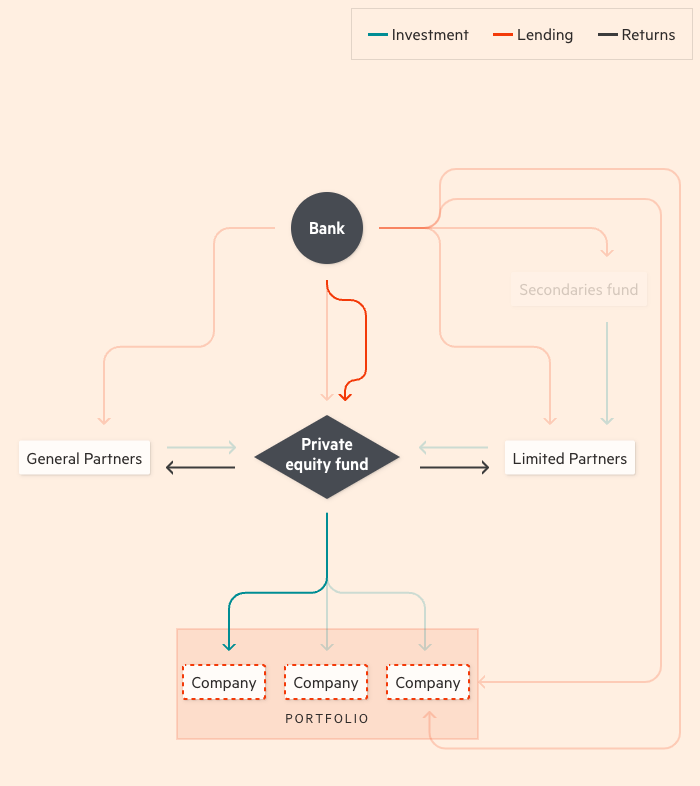 Investment
Lending
Returns
Bank
Secondaries fund
General Partners
Private
equity fund
Limited Partners
Company
Company
Company
PORTFOLIO